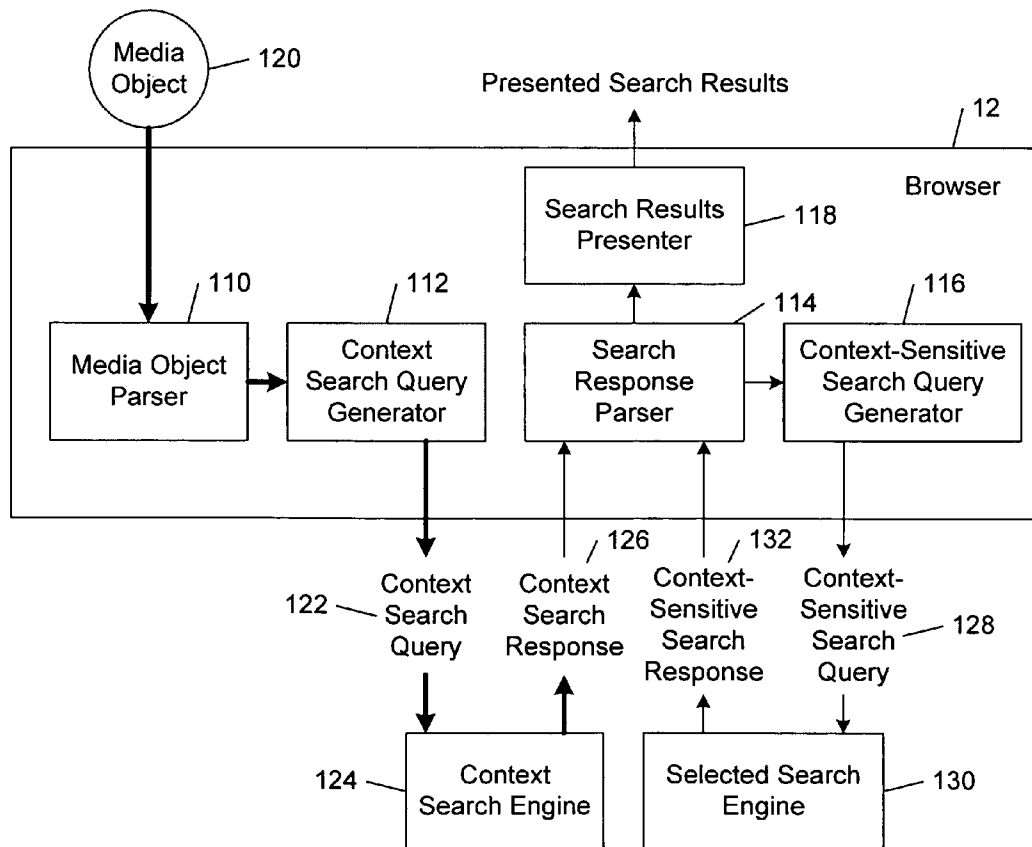 Media
Object
120
Presented Search Results
12
Browser
Search Results
Presenter
118
110
112
114
116
Media Object
Parser
Context
Search Query
Generator
Search
Response
Parser
Context-Sensitive
Search Query
Generator
122
Context
Search
Query
126
Context
Search
Response
132
Context-
Sensitive
Search
Response
Context-
Sensitive
Search
Query
128
124
Context
Search Engine
Selected Search
Engine
130